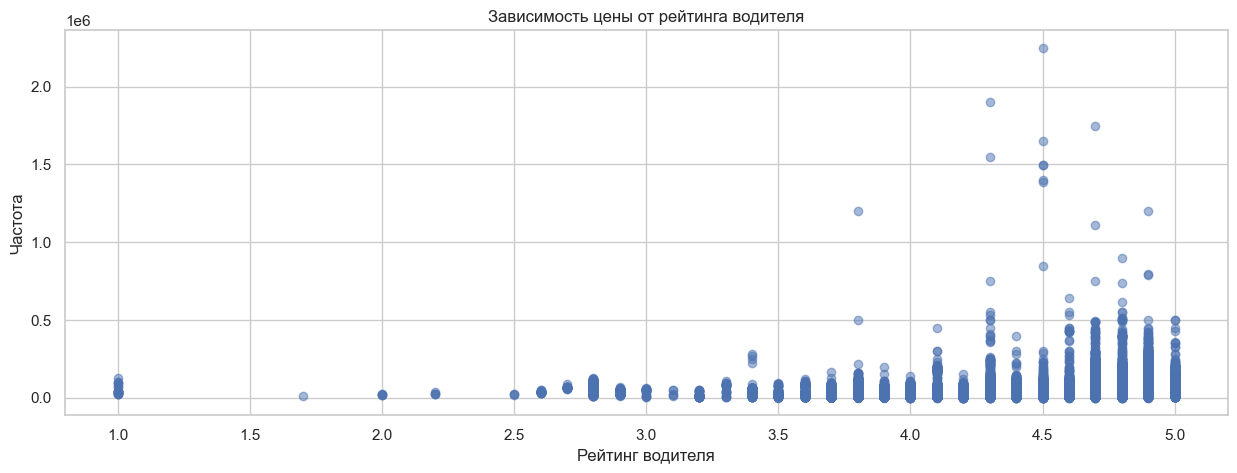 Зависимость цены от рейтинга водителя
1e6
2.0
1.5
1.0
0.5
0.0
Частота
1.0 1.5 2.0 2.5 3.0 3.5 4.0 4.5 5.0
Рейтинг водителя